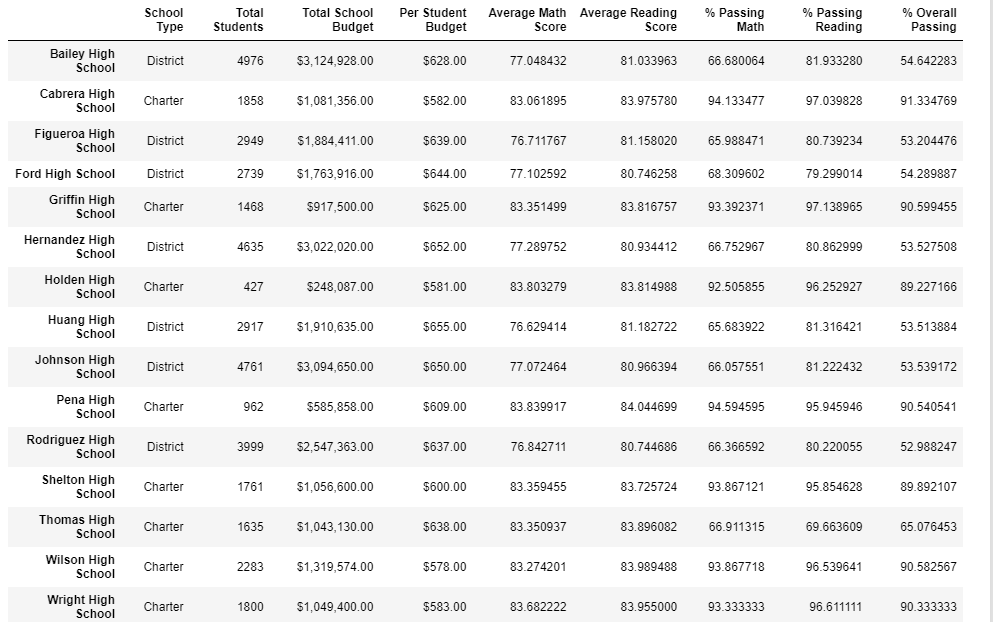 School Type Total Students Total School Budget Per Student Budget Average Math Score Average Reading Score % Passing Math % Passing Reading % Overall Passing
Bailey High School District 4976 $3,124,928.00 $628.00 77.048432 81.033963 66.680064 81.933280 54.642283
Cabrera High School Charter 1858 $1,081,356.00 $582.00 83.061895 83.975780 94.133477 97.039828 91.334769
Figueroa High School District 2949 $1,884,411.00 $639.00 76.711767 81.158020 65.988471 80.739234 53.204476
Ford High School District 2739 $1,763,916.00 $644.00 77.102592 80.746258 68.309602 79.299014 54.289887
Griffin High School Charter 1468 $917,500.00 $625.00 83.351499 83.816757 93.392371 97.138965 90.599455
Hernandez High School District 4635 $3,022,020.00 $652.00 77.289752 80.934412 66.752967 80.862999 53.527508
Holden High School Charter 427 $248,087.00 $581.00 83.803279 83.814988 92.505855 96.252927 89.227166
Huang High School District 2917 $1,910,635.00 $655.00 76.629414 81.182722 65.683922 81.316421 53.513884
Johnson High School District 4761 $3,094,650.00 $650.00 77.072464 80.966394 66.057551 81.222432 53.539172
Pena High School Charter 962 $585,858.00 $609.00 83.839917 84.044699 94.594595 95.945946 90.540541
Rodriguez High School District 3999 $2,547,363.00 $637.00 76.842711 80.744686 66.366592 80.220055 52.988247
Shelton High School Charter 1761 $1,056,600.00 $600.00 83.359455 83.725724 93.867121 95.854628 89.892107
Thomas High School Charter 1635 $1,043,130.00 $638.00 83.350937 83.896082 66.911315 69.663609 65.076453
Wilson High School Charter 2283 $1,319,574.00 $578.00 83.274201 83.989488 93.867718 96.539641 90.582567
Wright High School Charter 1800 $1,049,400.00 $583.00 83.682222 83.955000 93.333333 96.611111 90.333333